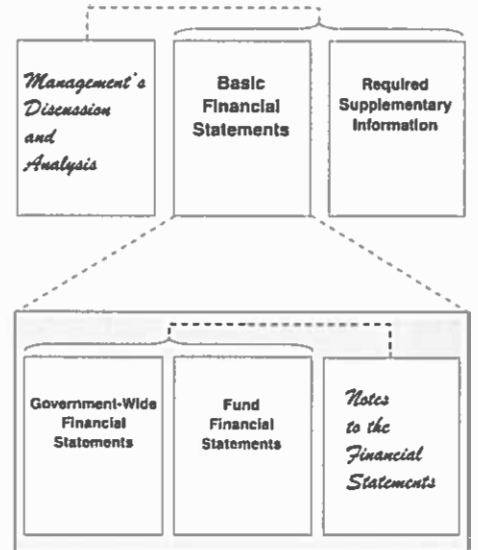 Management's
Discussion
and
Analysis
Basic
Financial
Statements
Required
Supplementary
Information
Government-Wide
Financial
Statements
Fund
Financial
Statements
Notes
to the
Financial
Statements